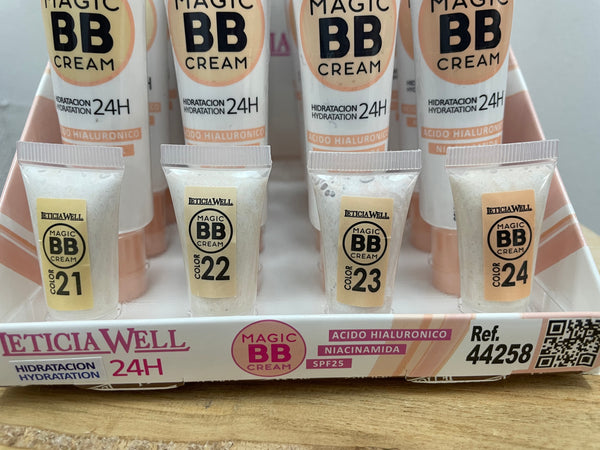 MAGIC
BB
CREAM
HIDRATACION
HYDRATATION 24H
ACIDO HIALURONICO
MAGIC
BB
CREAM
HIDRATACION
HYDRATATION 24H
ACIDO HIALURONICO
MAGIC
BB
CREAM
HIDRATACION
HYDRATATION 24H
ACIDO HIALURONICO
MAGIC
BB
CREAM
HIDRATACION
HYDRATATION 24H
ACIDO HIALURONICO
LETICIA WELL
MAGIC
BB
CREAM
COLOR 21
LETICIA WELL
MAGIC
BB
CREAM
COLOR 22
LETICIA WELL
MAGIC
BB
CREAM
COLOR 23
LETICIA WELL
MAGIC
BB
CREAM
COLOR 24
LETICIA WELL
HIDRATACION
HYDRATATION 24H
MAGIC
BB
CREAM
ACIDO HIALURONICO
NIACINAMIDA
SPF25
Ref.
44258